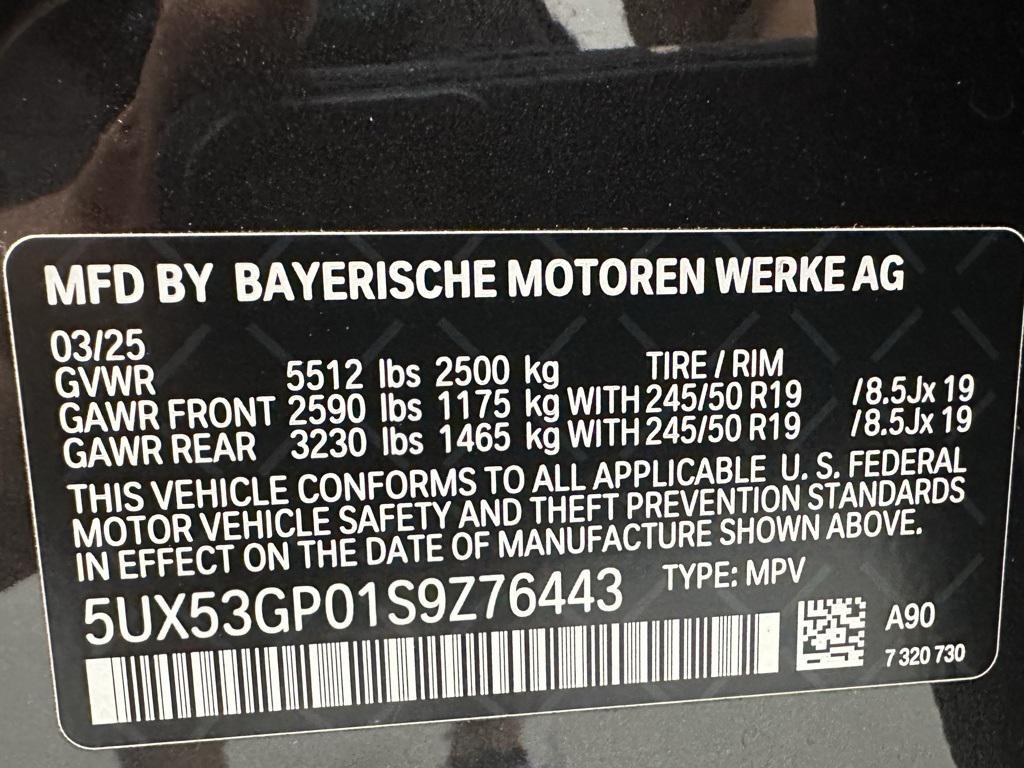 MFD BY BAYERISCHE MOTOREN WERKE AG
03/25
GVWR 5512 lbs 2500 kg TIRE / RIM
GAWR FRONT 2590 lbs 1175 kg WITH 245/50 R19 /8.5Jx 19
GAWR REAR 3230 lbs 1465 kg WITH 245/50 R19 /8.5Jx 19
THIS VEHICLE CONFORMS TO ALL APPLICABLE U. S. FEDERAL
MOTOR VEHICLE SAFETY AND THEFT PREVENTION STANDARDS
IN EFFECT ON THE DATE OF MANUFACTURE SHOWN ABOVE.
5UX53GP01S9Z76443 TYPE: MPV
A90
7 320 730